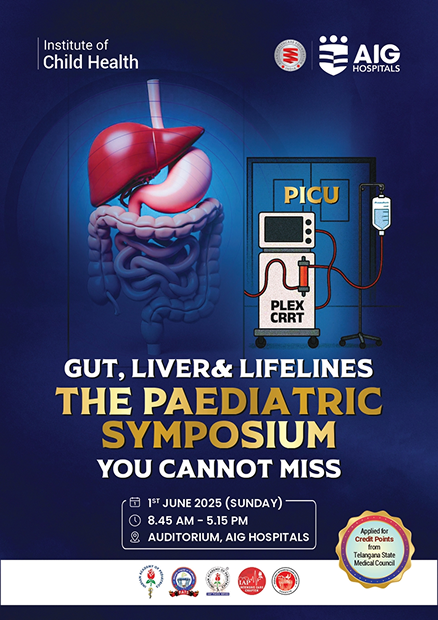 Institute of
Child Health
AIG
HOSPITALS
PICU
PLEX
CRRT
GUT, LIVER& LIFELINES
THE PAEDIATRIC
SYMPOSIUM
YOU CANNOT MISS
1ST JUNE 2025 (SUNDAY)
8.45 AM - 5.15 PM
AUDITORIUM, AIG HOSPITALS
Applied for
Credit Points
from
Telangana State
Medical Council
IAP